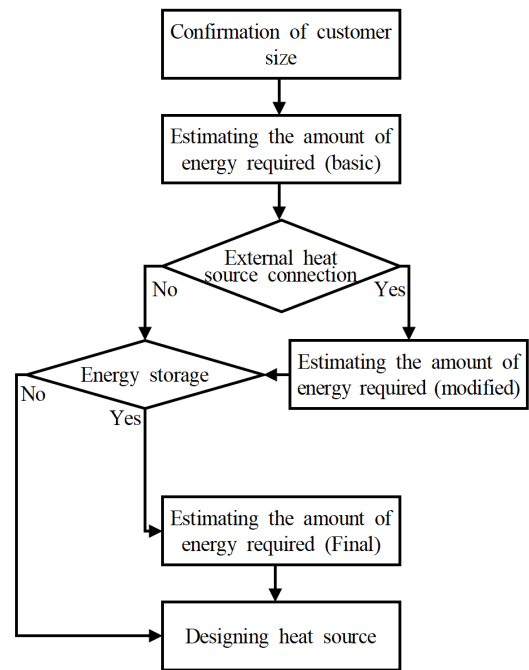 Confirmation of customer
size
Estimating the amount of
energy required (basic)
External heat
source connection
No
Yes
Energy storage
Estimating the amount of
energy required (modified)
No
Yes
Estimating the amount of
energy required (Final)
Designing heat source